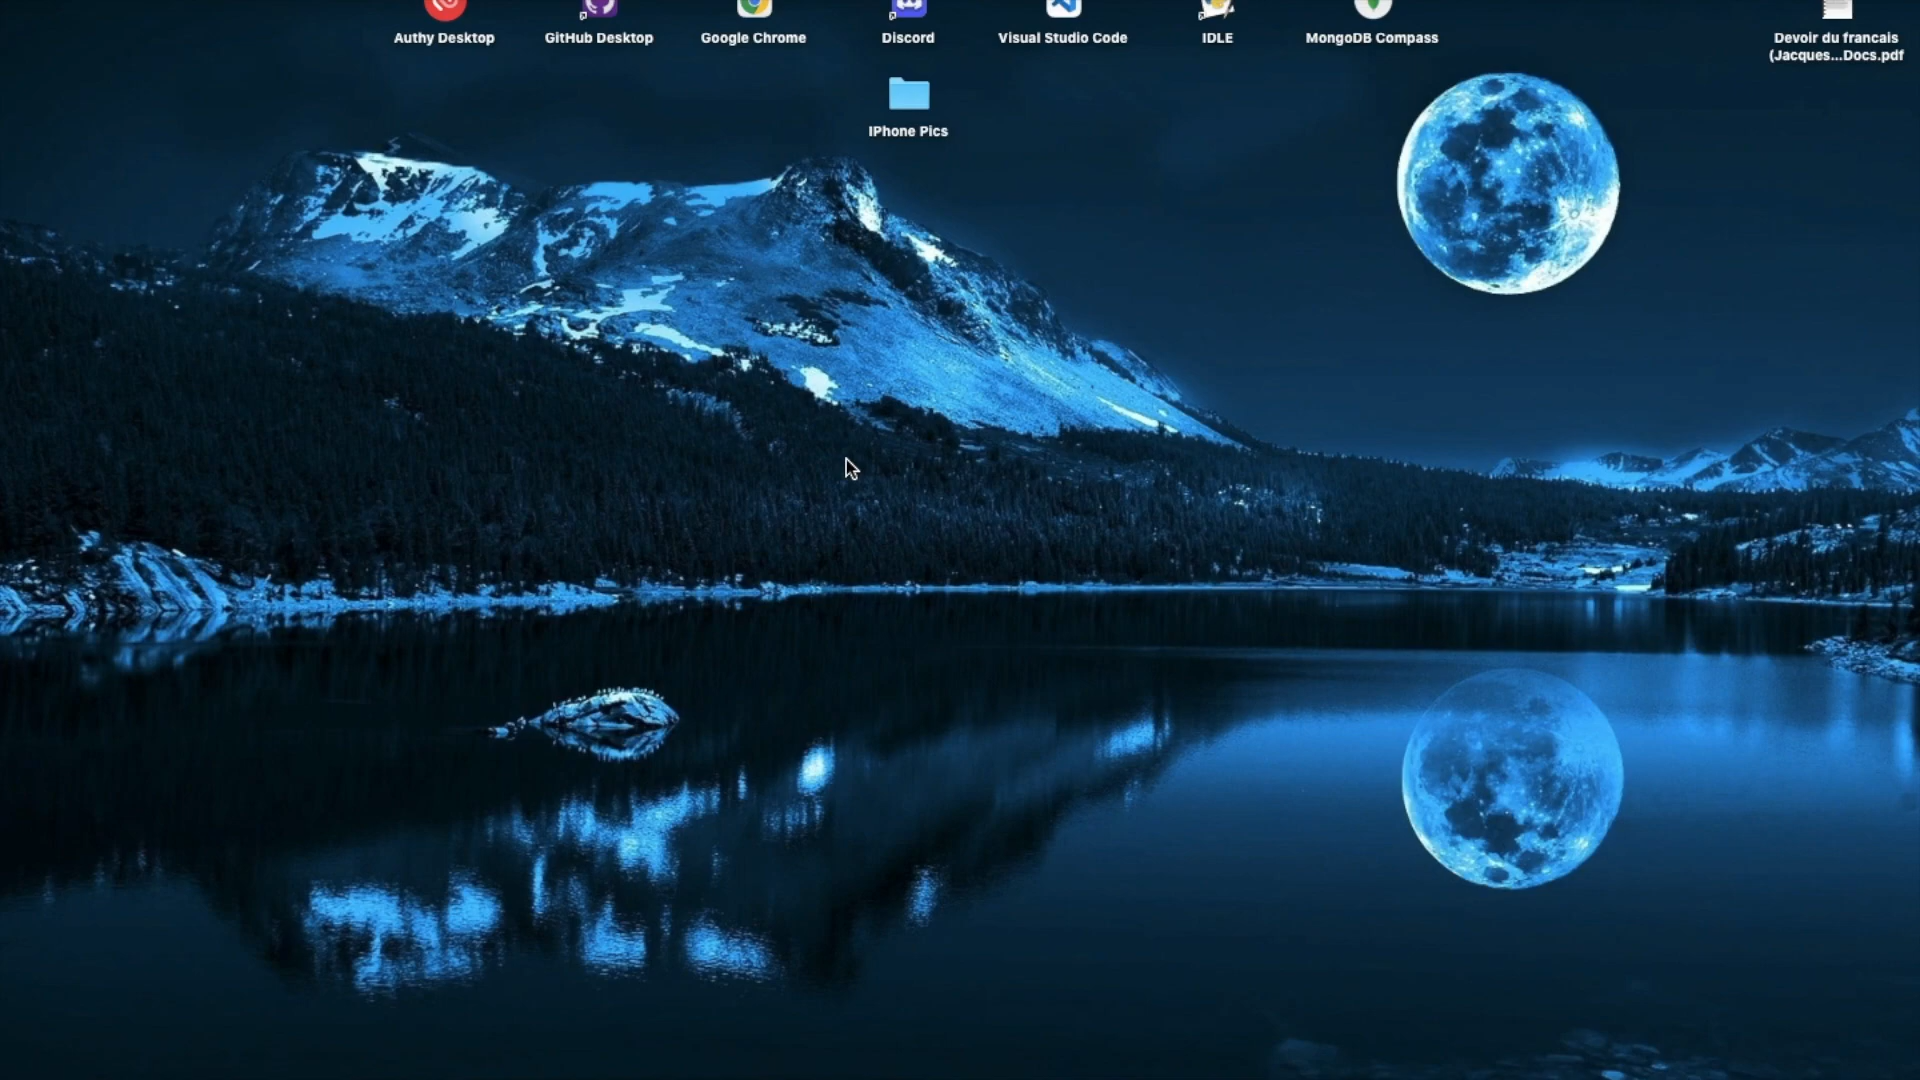 Authy Desktop
GitHub Desktop
Google Chrome
Discord
Visual Studio Code
IDLE
MongoDB Compass
Devoir du francais
(Jacques...Docs.pdf
IPhone Pics